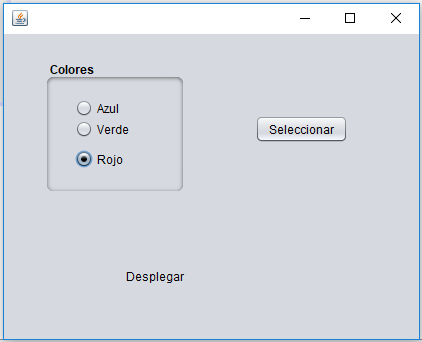 Colores
Azul
Verde
Seleccionar
Rojo
Desplegar